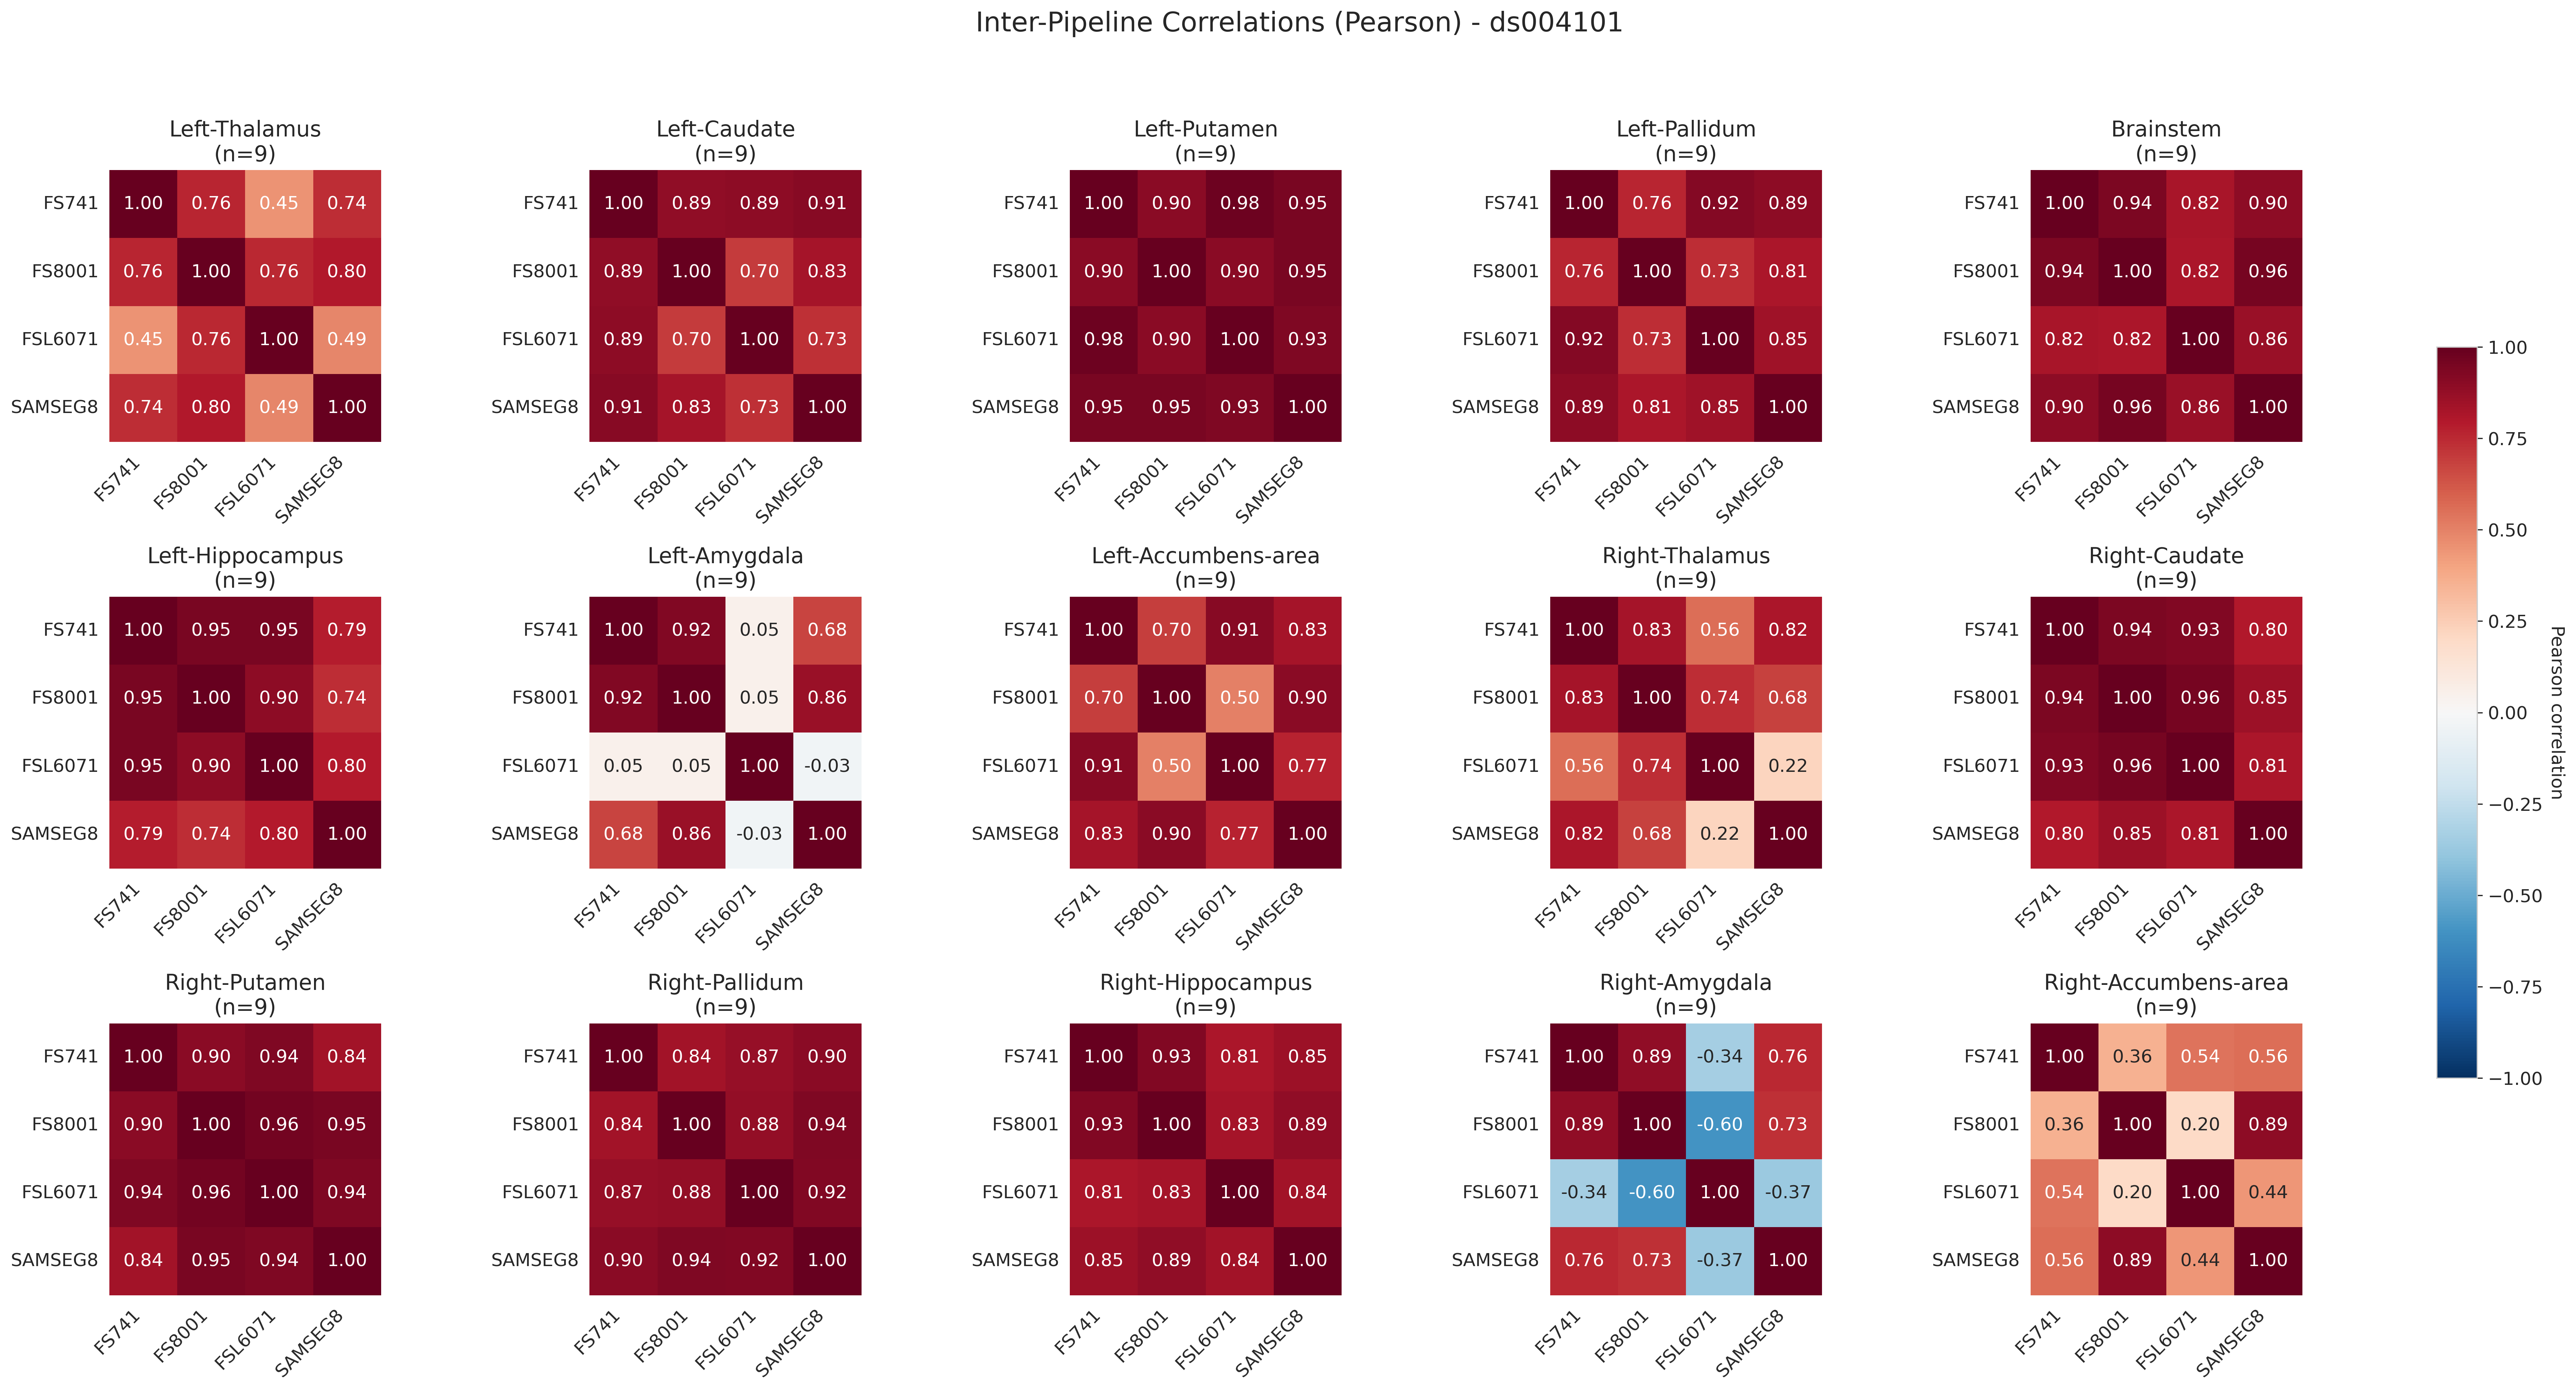 Inter-Pipeline Correlations (Pearson) - ds004101
Left-Thalamus
(n=9)
FS741 1.00 0.76 0.45 0.74
FS8001 0.76 1.00 0.76 0.80
FSL6071 0.45 0.76 1.00 0.49
SAMSEG8 0.74 0.80 0.49 1.00
FS741 FS8001 FSL6071 SAMSEG8
Left-Caudate
(n=9)
FS741 1.00 0.89 0.89 0.91
FS8001 0.89 1.00 0.70 0.83
FSL6071 0.89 0.70 1.00 0.73
SAMSEG8 0.91 0.83 0.73 1.00
FS741 FS8001 FSL6071 SAMSEG8
Left-Putamen
(n=9)
FS741 1.00 0.90 0.98 0.95
FS8001 0.90 1.00 0.90 0.95
FSL6071 0.98 0.90 1.00 0.93
SAMSEG8 0.95 0.95 0.93 1.00
FS741 FS8001 FSL6071 SAMSEG8
Left-Pallidum
(n=9)
FS741 1.00 0.76 0.92 0.89
FS8001 0.76 1.00 0.73 0.81
FSL6071 0.92 0.73 1.00 0.85
SAMSEG8 0.89 0.81 0.85 1.00
FS741 FS8001 FSL6071 SAMSEG8
Brainstem
(n=9)
FS741 1.00 0.94 0.82 0.90
FS8001 0.94 1.00 0.82 0.96
FSL6071 0.82 0.82 1.00 0.86
SAMSEG8 0.90 0.96 0.86 1.00
FS741 FS8001 FSL6071 SAMSEG8
Left-Hippocampus
(n=9)
FS741 1.00 0.95 0.95 0.79
FS8001 0.95 1.00 0.90 0.74
FSL6071 0.95 0.90 1.00 0.80
SAMSEG8 0.79 0.74 0.80 1.00
FS741 FS8001 FSL6071 SAMSEG8
Left-Amygdala
(n=9)
FS741 1.00 0.92 0.05 0.68
FS8001 0.92 1.00 0.05 0.86
FSL6071 0.05 0.05 1.00 -0.03
SAMSEG8 0.68 0.86 -0.03 1.00
FS741 FS8001 FSL6071 SAMSEG8
Left-Accumbens-area
(n=9)
FS741 1.00 0.70 0.91 0.83
FS8001 0.70 1.00 0.50 0.90
FSL6071 0.91 0.50 1.00 0.77
SAMSEG8 0.83 0.90 0.77 1.00
FS741 FS8001 FSL6071 SAMSEG8
Right-Thalamus
(n=9)
FS741 1.00 0.83 0.56 0.82
FS8001 0.83 1.00 0.74 0.68
FSL6071 0.56 0.74 1.00 0.22
SAMSEG8 0.82 0.68 0.22 1.00
FS741 FS8001 FSL6071 SAMSEG8
Right-Caudate
(n=9)
FS741 1.00 0.94 0.93 0.80
FS8001 0.94 1.00 0.96 0.85
FSL6071 0.93 0.96 1.00 0.81
SAMSEG8 0.80 0.85 0.81 1.00
FS741 FS8001 FSL6071 SAMSEG8
Right-Putamen
(n=9)
FS741 1.00 0.90 0.94 0.84
FS8001 0.90 1.00 0.96 0.95
FSL6071 0.94 0.96 1.00 0.94
SAMSEG8 0.84 0.95 0.94 1.00
FS741 FS8001 FSL6071 SAMSEG8
Right-Pallidum
(n=9)
FS741 1.00 0.84 0.87 0.90
FS8001 0.84 1.00 0.88 0.94
FSL6071 0.87 0.88 1.00 0.92
SAMSEG8 0.90 0.94 0.92 1.00
FS741 FS8001 FSL6071 SAMSEG8
Right-Hippocampus
(n=9)
FS741 1.00 0.93 0.81 0.85
FS8001 0.93 1.00 0.83 0.89
FSL6071 0.81 0.83 1.00 0.84
SAMSEG8 0.85 0.89 0.84 1.00
FS741 FS8001 FSL6071 SAMSEG8
Right-Amygdala
(n=9)
FS741 1.00 0.89 -0.34 0.76
FS8001 0.89 1.00 -0.60 0.73
FSL6071 -0.34 -0.60 1.00 -0.37
SAMSEG8 0.76 0.73 -0.37 1.00
FS741 FS8001 FSL6071 SAMSEG8
Right-Accumbens-area
(n=9)
FS741 1.00 0.36 0.54 0.56
FS8001 0.36 1.00 0.20 0.89
FSL6071 0.54 0.20 1.00 0.44
SAMSEG8 0.56 0.89 0.44 1.00
FS741 FS8001 FSL6071 SAMSEG8
1.00
0.75
0.50
0.25
0.00
−0.25
−0.50
−0.75
−1.00
Pearson correlation